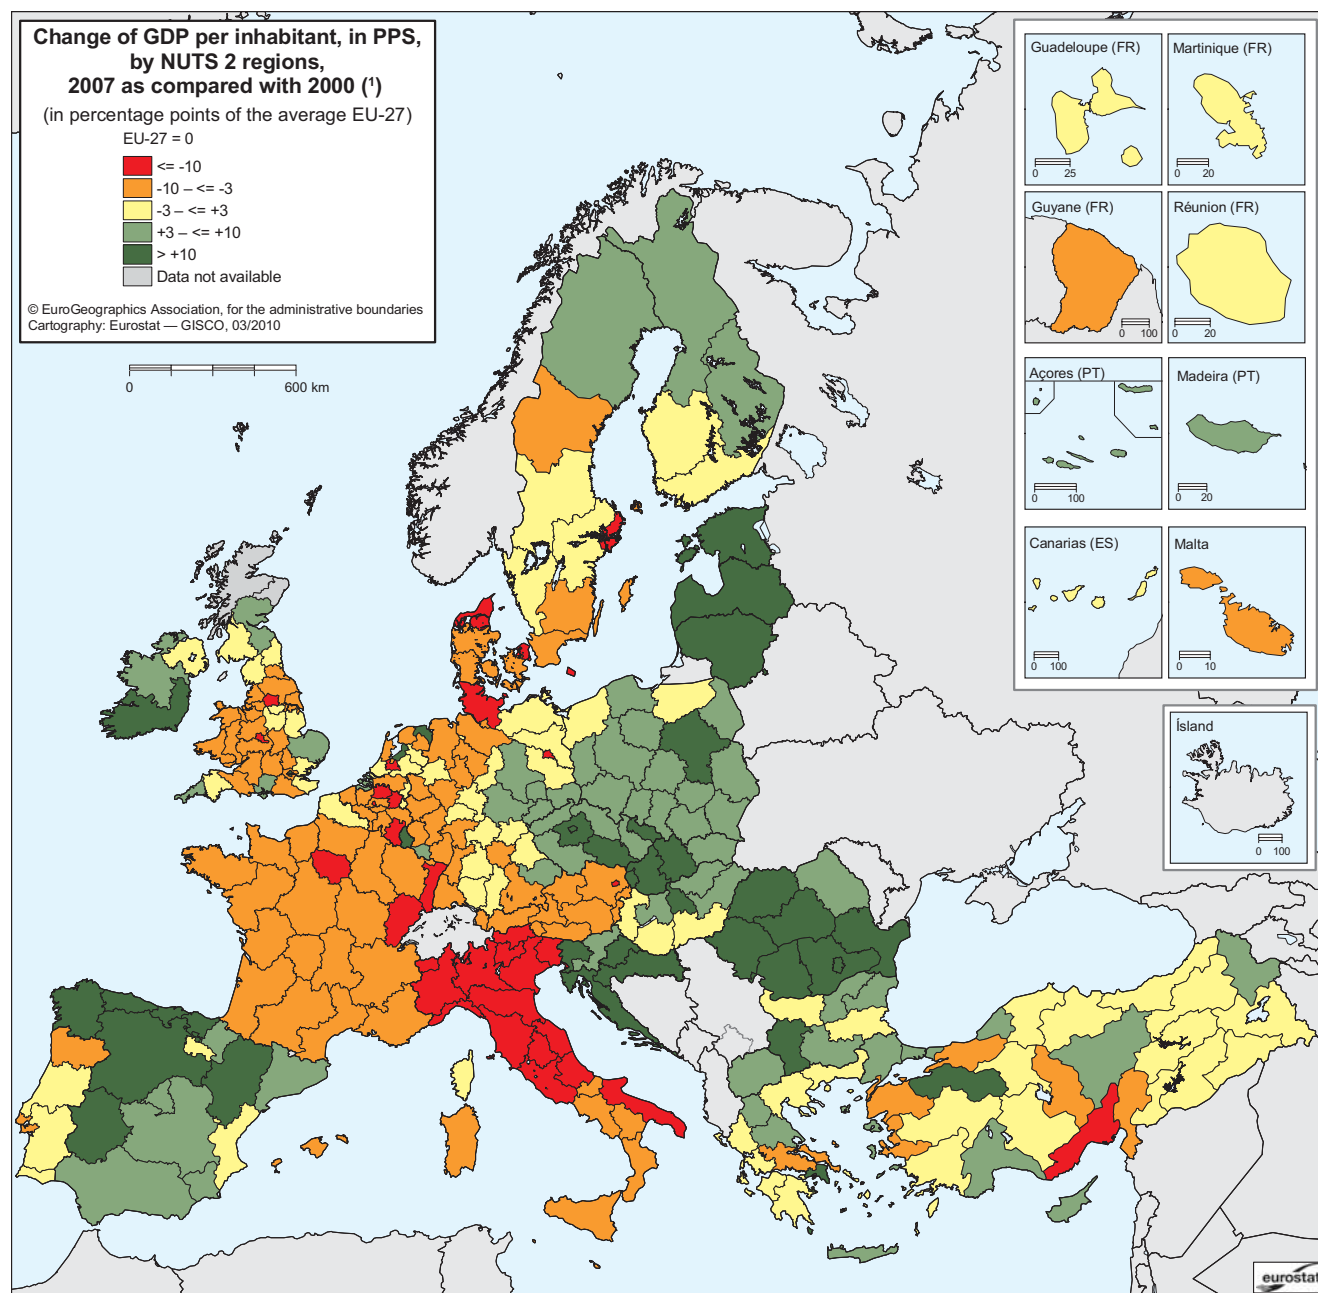 Change of GDP per inhabitant, in PPS,
by NUTS 2 regions,
2007 as compared with 2000 (¹)
(in percentage points of the average EU-27)
EU-27 = 0
<= -10
-10 – <= -3
-3 – <= +3
+3 – <= +10
> +10
Data not available
© EuroGeographics Association, for the administrative boundaries
Cartography: Eurostat — GISCO, 03/2010
0 600 km
Guadeloupe (FR)
0 25
Martinique (FR)
0 20
Guyane (FR)
0 100
Réunion (FR)
0 20
Açores (PT)
0 100
Madeira (PT)
0 20
Canarias (ES)
0 100
Malta
0 10
Ísland
0 100
eurostat